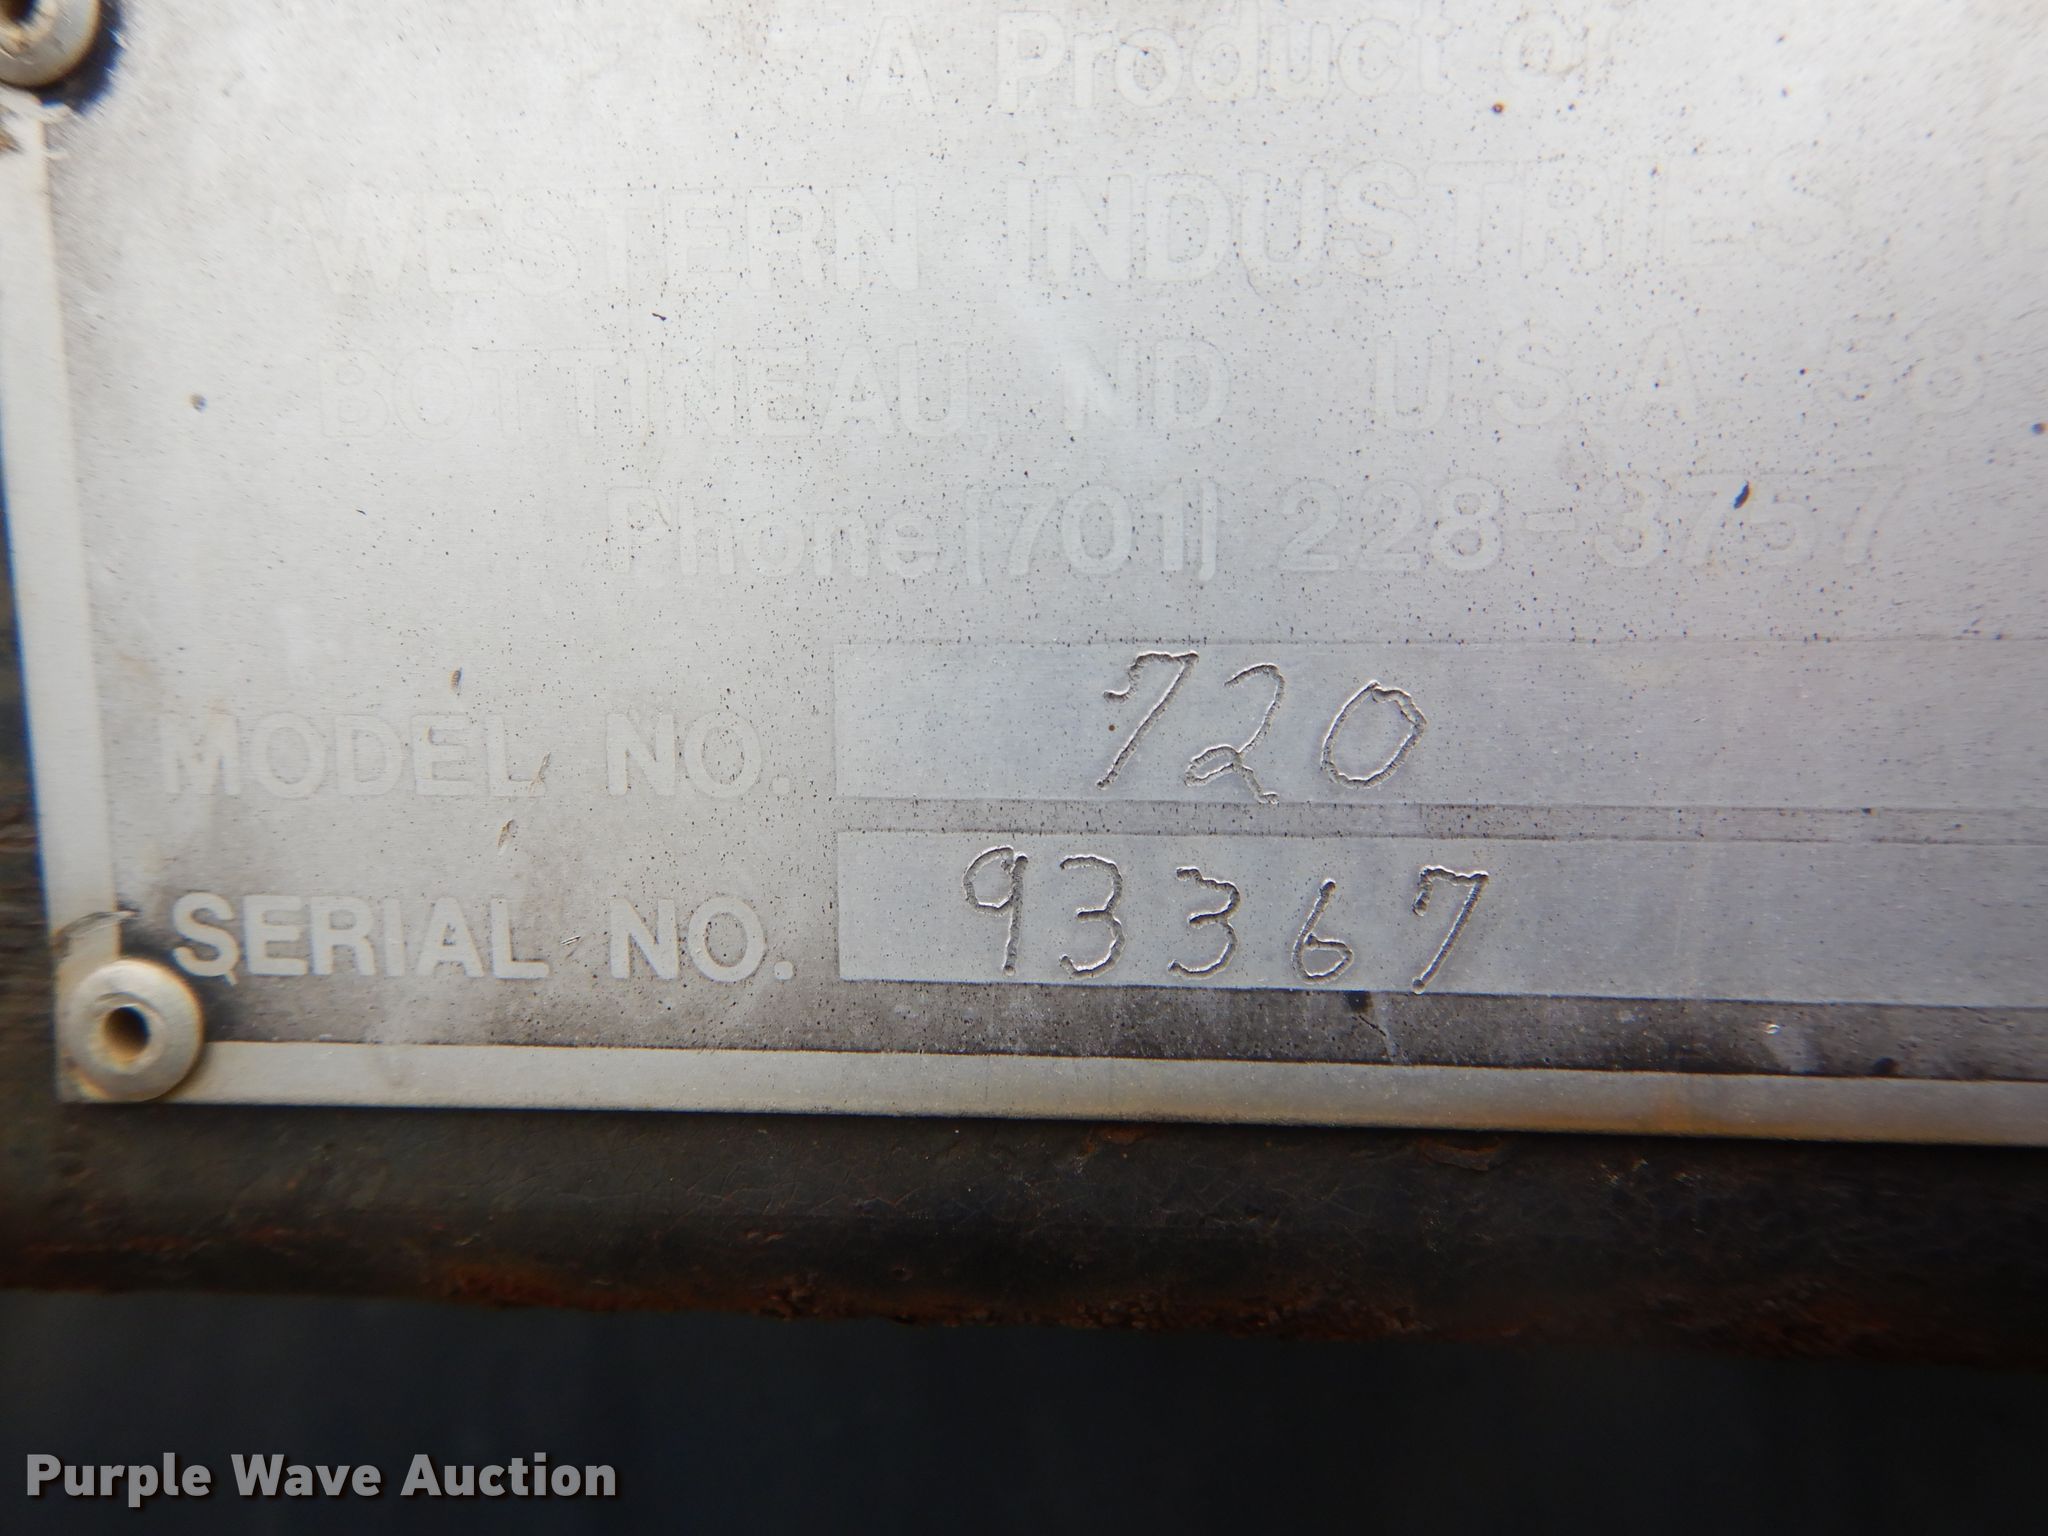 A Product of
WESTERN INDUSTRIES
BOTTINEAU, ND U.S.A. 58
Phone (701) 228-3757
MODEL NO. 720
SERIAL NO. 93367
Purple Wave Auction